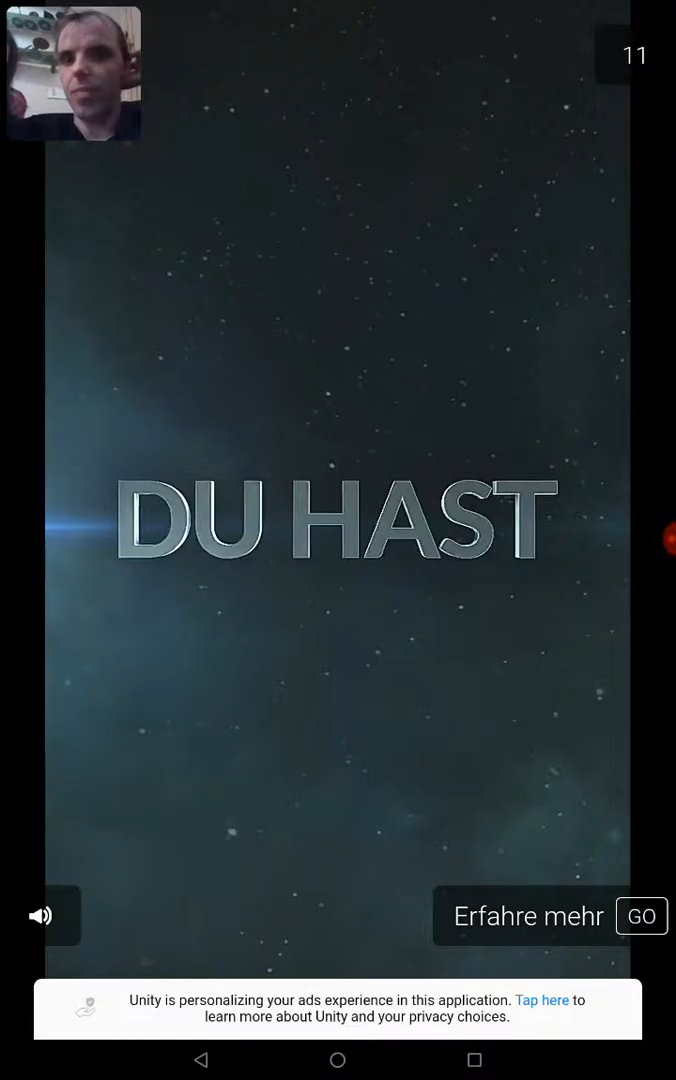 11
DU HAST
Erfahre mehr GO
Unity is personalizing your ads experience in this application. Tap here to
learn more about Unity and your privacy choices.